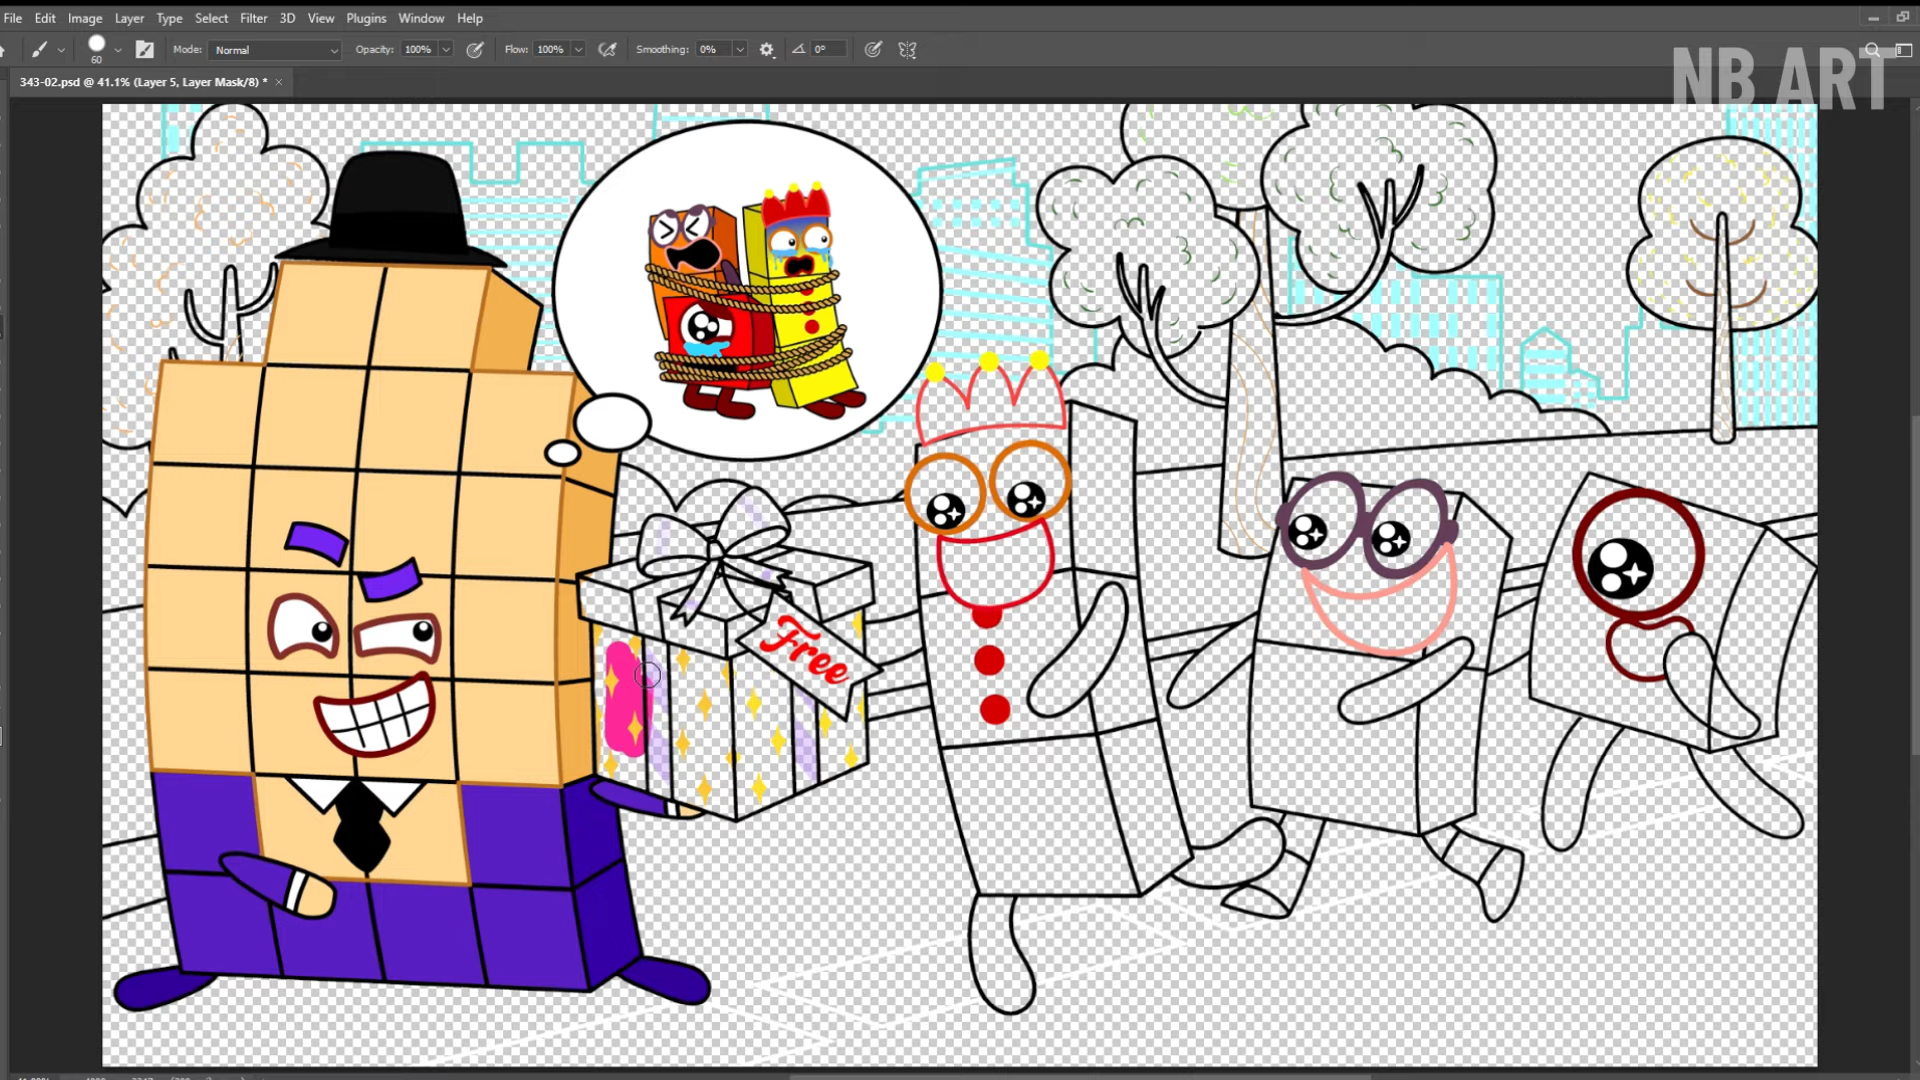 File Edit Image Layer Type Select Filter 3D View Plugins Window Help
60 Mode: Normal Opacity: 100% Flow: 100% Smoothing: 0% 0°
343-02.psd @ 41.1% (Layer 5, Layer Mask/8) *
NB ART
Free